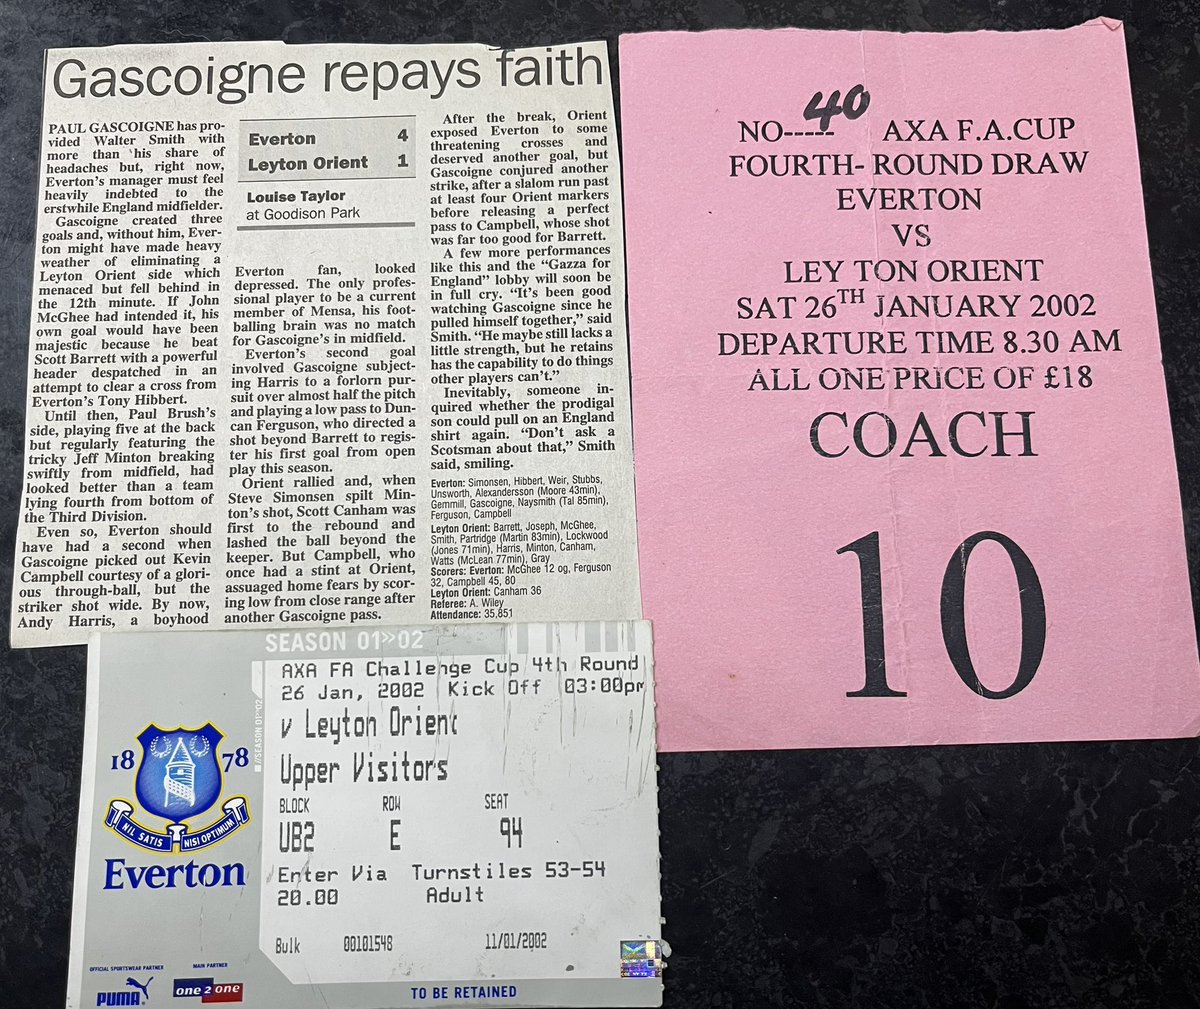 Gascoigne repays faith
PAUL GASCOIGNE has pro-
vided Walter Smith with
more than his share of
headaches but, right now,
Everton's manager must feel
heavily indebted to the
erstwhile England midfielder.
Gascoigne created three
goals and, without him, Ever-
ton might have made heavy
weather of eliminating a
Leyton Orient side which
menaced but fell behind in
the 12th minute. If John
McGhee had intended it, his
own goal would have been
majestic because he beat
Scott Barrett with a powerful
header despatched in an
attempt to clear a cross from
Everton's Tony Hibbert.
Until then, Paul Brush's
side, playing five at the back
but regularly featuring the
tricky Jeff Minton breaking
swiftly from midfield, had
looked better than a team
lying fourth from bottom of
the Third Division.
Even so, Everton should
have had a second when
Gascoigne picked out Kevin
Campbell courtesy of a glori-
ous through-ball, but the
striker shot wide. By now,
Andy Harris, a boyhood
Everton 4
Leyton Orient 1
Louise Taylor
at Goodison Park
Everton fan, looked
depressed. The only profes-
sional player to be a current
member of Mensa, his foot-
balling brain was no match
for Gascoigne's in midfield.
Everton's second goal
involved Gascoigne subject-
ing Harris to a forlorn pur-
suit over almost half the pitch
and playing a low pass to Dun-
can Ferguson, who directed a
shot beyond Barrett to regis-
ter his first goal from open
play this season.
Orient rallied and, when
Steve Simonsen spilt Min-
ton's shot, Scott Canham was
first to the rebound and
lashed the ball beyond the
keeper. But Campbell, who
once had a stint at Orient,
assuaged home fears by scor-
ing low from close range after
another Gascoigne pass.
After the break, Orient
exposed Everton to some
threatening crosses and
deserved another goal, but
Gascoigne conjured another
strike, after a slalom run past
at least four Orient markers
before releasing a perfect
pass to Campbell, whose shot
was far too good for Barrett.
A few more performances
like this and the "Gazza for
England" lobby will soon be
in full cry. "It's been good
watching Gascoigne since he
pulled himself together," said
Smith. "He maybe still lacks a
little strength, but he retains
has the capability to do things
other players can't."
Inevitably, someone in-
quired whether the prodigal
son could pull on an England
shirt again. "Don't ask a
Scotsman about that," Smith
said, smiling.
Everton: Simonsen, Hibbert, Weir, Stubbs,
Unsworth, Alexandersson (Moore 43min),
Gemmill, Gascoigne, Naysmith (Tal 85min),
Ferguson, Campbell
Leyton Orient: Barrett, Joseph, McGhee,
Smith, Partridge (Martin 83min), Lockwood
(Jones 71min), Harris, Minton, Canham,
Watts (McLean 77min), Gray
Scorers: Everton: McGhee 12 og, Ferguson
32, Campbell 45, 80
Leyton Orient: Canham 36
Referee: A. Wiley
Attendance: 35,851
NO-----40 AXA F.A.CUP
FOURTH- ROUND DRAW
EVERTON
VS
LEY TON ORIENT
SAT 26TH JANUARY 2002
DEPARTURE TIME 8.30 AM
ALL ONE PRICE OF £18
COACH
10
SEASON 01»02
//SEASON 01»02
AXA FA Challenge Cup 4th Round
26 Jan, 2002 Kick Off 03:00pm
v Leyton Orient
Upper Visitors
BLOCK ROW SEAT
UB2 E 94
Enter Via Turnstiles 53-54
20.00 Adult
Bulk 00101548 11/01/2002
TO BE RETAINED
1878
NIL SATIS NISI OPTIMUM
Everton
OFFICIAL SPORTSWEAR PARTNER
PUMA
MAIN PARTNER
one 2 one